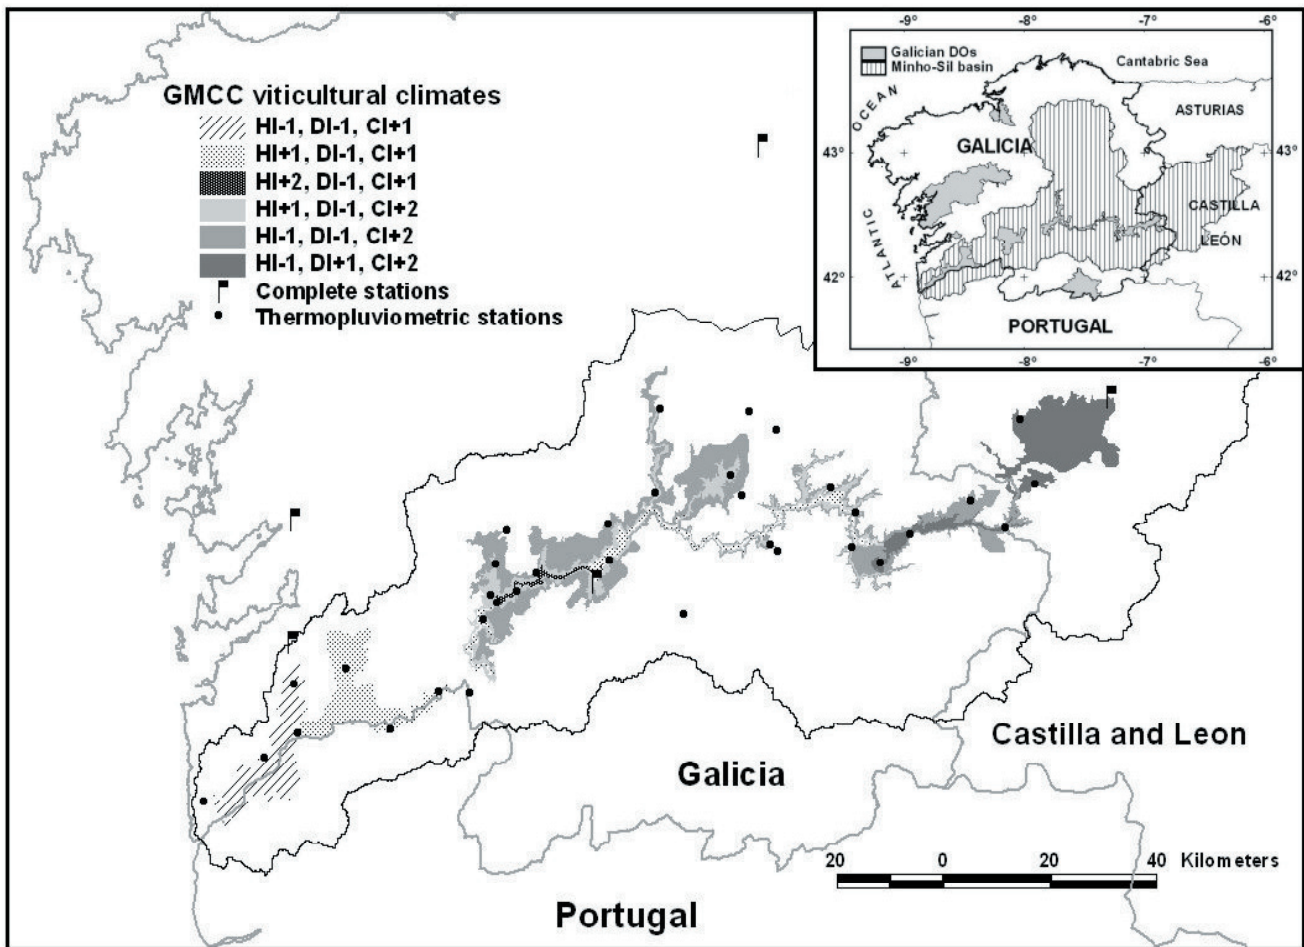 GMCC viticultural climates
HI-1, DI-1, CI+1
HI+1, DI-1, CI+1
HI+2, DI-1, CI+1
HI+1, DI-1, CI+2
HI-1, DI-1, CI+2
HI-1, DI+1, CI+2
Complete stations
Thermopluviometric stations
-9° -8° -7° -6°
Galician DOs
Minho-Sil basin
Cantabric Sea
OCEAN
ASTURIAS
GALICIA
43° 43°
CASTILLA
LEÓN
ATLANTIC
42° 42°
PORTUGAL
-9° -8° -7° -6°
Castilla and Leon
Galicia
20 0 20 40 Kilometers
Portugal